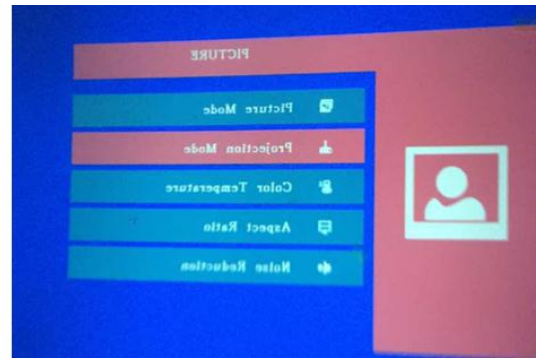 PICTURE
Picture Mode
Projection Mode
Color Temperature
Aspect Ratio
Noise Reduction